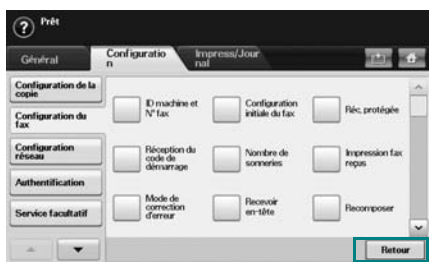 ? Prêt
Général
Configuratio
n
Impress/Jour
nal
Configuration de la
copie
Configuration du
fax
Configuration
réseau
Authentification
Service facultatif
ID machine et
N° fax
Configuration
initiale du fax
Réc. protégée
Réception du
code de
démarrage
Nombre de
sonneries
Impression fax
reçus
Mode de
correction
d'erreur
Recevoir
en-tête
Recomposer
Retour